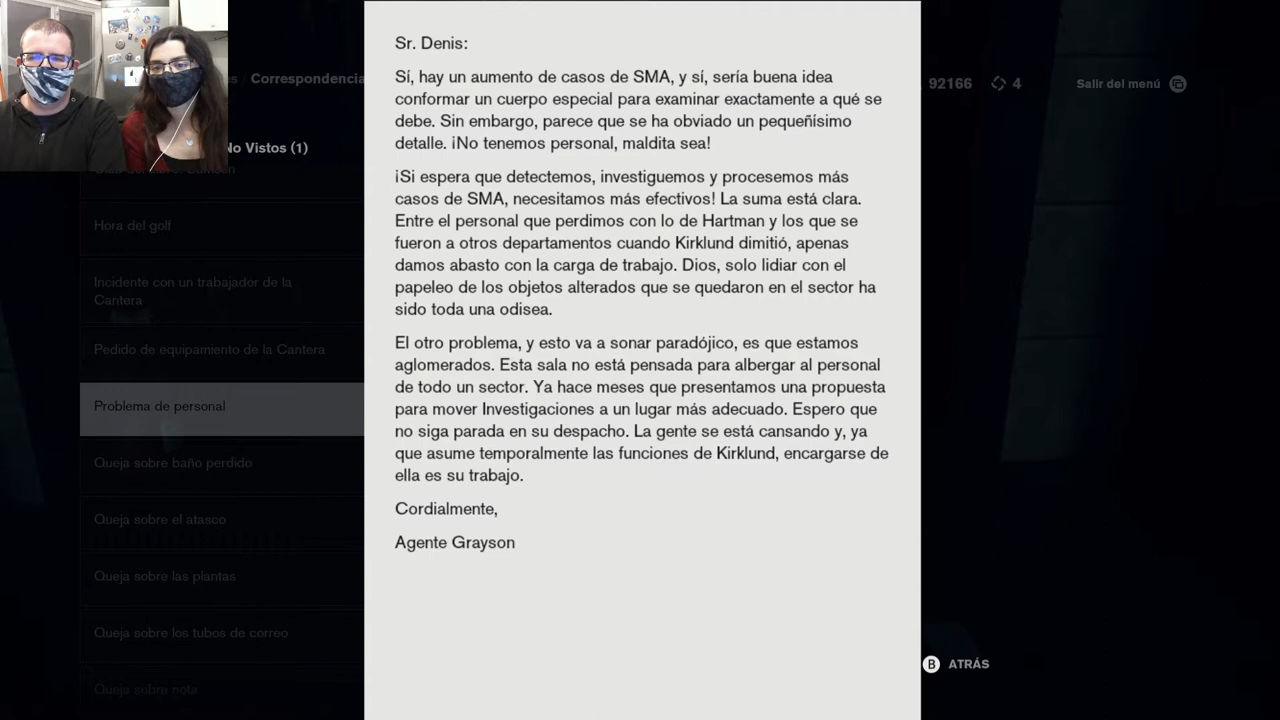 Sr. Denis:
Sí, hay un aumento de casos de SMA, y sí, sería buena idea
conformar un cuerpo especial para examinar exactamente a qué se
debe. Sin embargo, parece que se ha obviado un pequeñísimo
detalle. ¡No tenemos personal, maldita sea!
¡Si espera que detectemos, investiguemos y procesemos más
casos de SMA, necesitamos más efectivos! La suma está clara.
Entre el personal que perdimos con lo de Hartman y los que se
fueron a otros departamentos cuando Kirklund dimitió, apenas
damos abasto con la carga de trabajo. Dios, solo lidiar con el
papeleo de los objetos alterados que se quedaron en el sector ha
sido toda una odisea.
El otro problema, y esto va a sonar paradójico, es que estamos
aglomerados. Esta sala no está pensada para albergar al personal
de todo un sector. Ya hace meses que presentamos una propuesta
para mover Investigaciones a un lugar más adecuado. Espero que
no siga parada en su despacho. La gente se está cansando y, ya
que asume temporalmente las funciones de Kirklund, encargarse de
ella es su trabajo.
Cordialmente,
Agente Grayson
Correspondencia
No Vistos (1)
Hora del golf
Incidente con un trabajador de la
Cantera
Pedido de equipamiento de la Cantera
Problema de personal
Queja sobre baño perdido
Queja sobre el atasco
Queja sobre las plantas
Queja sobre los tubos de correo
Queja sobre nota
92166
4
Salir del menú
B ATRÁS